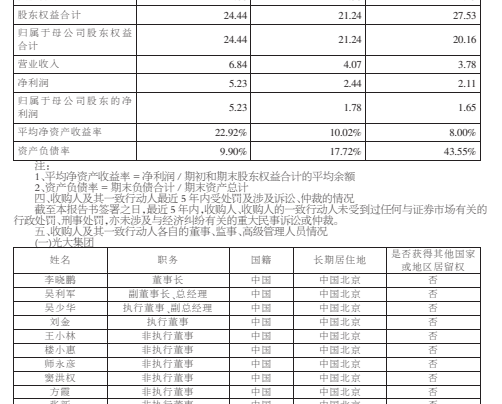 股东权益合计 24.44 21.24 27.53
归属于母公司股东权益
合计 24.44 21.24 20.16
营业收入 6.84 4.07 3.78
净利润 5.23 2.44 2.11
归属于母公司股东的净
利润 5.23 1.78 1.65
平均净资产收益率 22.92% 10.02% 8.00%
资产负债率 9.90% 17.72% 43.55%
注：
1、平均净资产收益率＝净利润/期初和期末股东权益合计的平均余额
2、资产负债率＝期末负债合计/期末资产总计
四、收购人及其一致行动人最近 5 年内受处罚及涉及诉讼、仲裁的情况
截至本报告书签署之日，最近 5 年内，收购人、收购人的一致行动人未受到过任何与证券市场有关的
行政处罚、刑事处罚，亦未涉及与经济纠纷有关的重大民事诉讼或仲裁。
五、收购人及其一致行动人各自的董事、监事、高级管理人员情况
(一)光大集团
姓名 职务 国籍 长期居住地 是否获得其他国家
或地区居留权
李晓鹏 董事长 中国 中国北京 否
吴利军 副董事长、总经理 中国 中国北京 否
吴少华 执行董事、副总经理 中国 中国北京 否
刘金 执行董事 中国 中国北京 否
王小林 非执行董事 中国 中国北京 否
楼小惠 非执行董事 中国 中国北京 否
师永彦 非执行董事 中国 中国北京 否
窦洪权 非执行董事 中国 中国北京 否
方霞 非执行董事 中国 中国北京 否